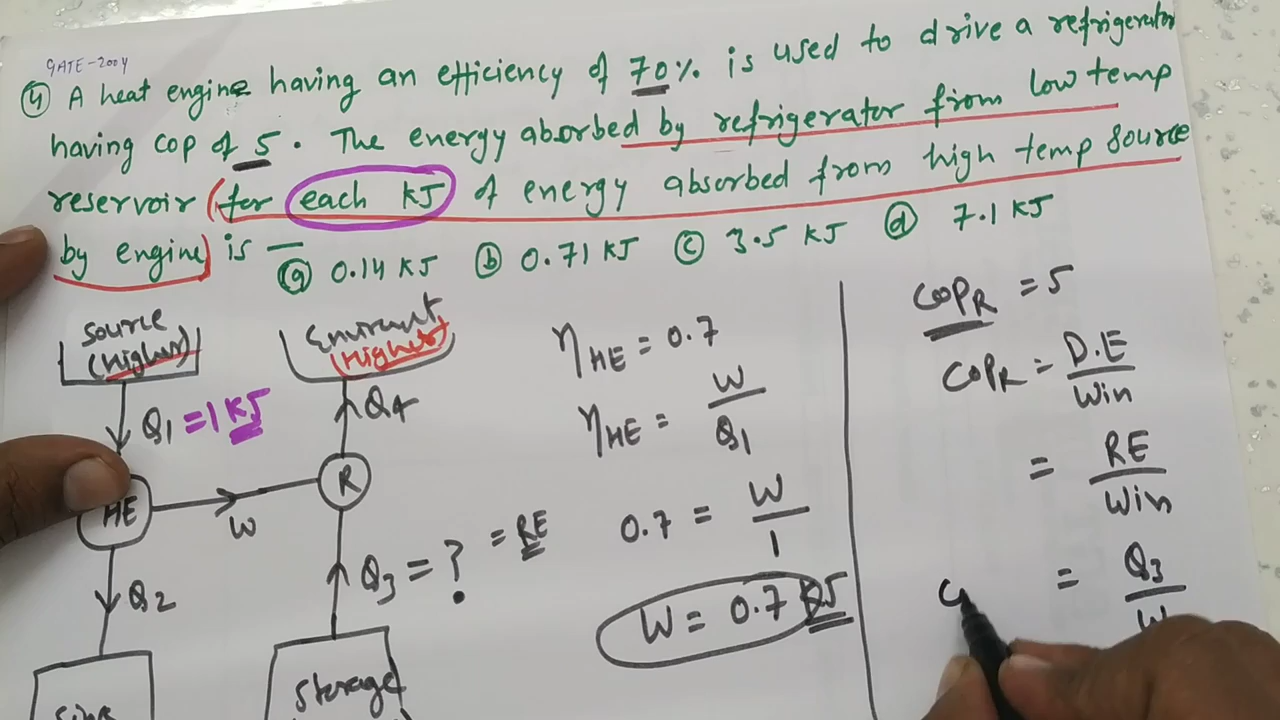 GATE-2004
④ A heat engine having an efficiency of 70% is used to drive a refrigerator
having COP of 5. The energy aborbed by refrigerator from low temp
reservoir (for each KJ of energy absorbed from high temp source
by engine) is —
ⓐ 0.14 KJ ⓑ 0.71 KJ ⓒ 3.5 KJ ⓓ 7.1 KJ
Source
(Higher)
(Higher)
Q1 = 1 KJ
Q4
HE
W
R
Q2
Q3 = ? = RE
Sink
Storage
ηHE = 0.7
ηHE = W/Q1
0.7 = W/1
W = 0.7 KJ
COPR = 5
COPR = D.E/Win
= RE/Win
= Q3/W